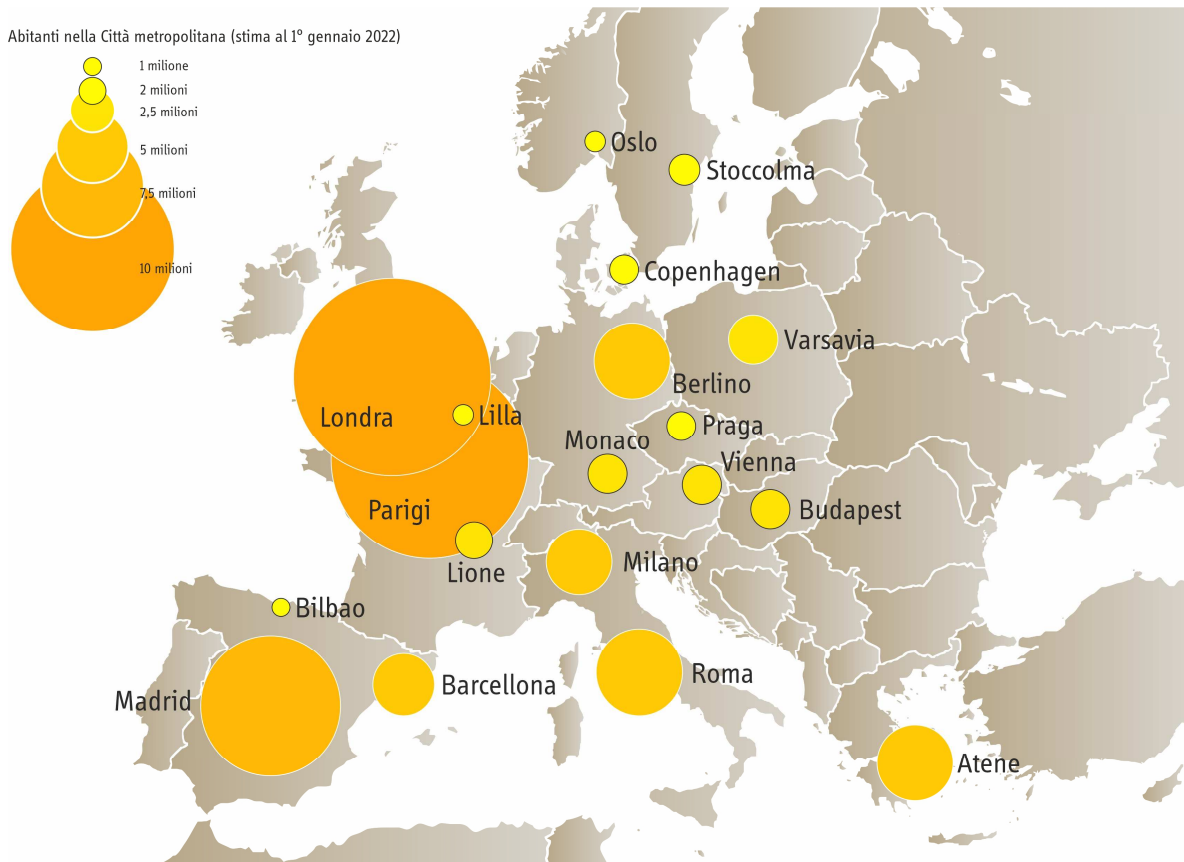 Abitanti nella Città metropolitana (stima al 1° gennaio 2022)
1 milione
2 milioni
2,5 milioni
5 milioni
7,5 milioni
10 milioni
Oslo
Stoccolma
Copenhagen
Varsavia
Berlino
Londra
Lilla
Praga
Monaco
Vienna
Parigi
Budapest
Milano
Lione
Bilbao
Madrid
Barcellona
Roma
Atene